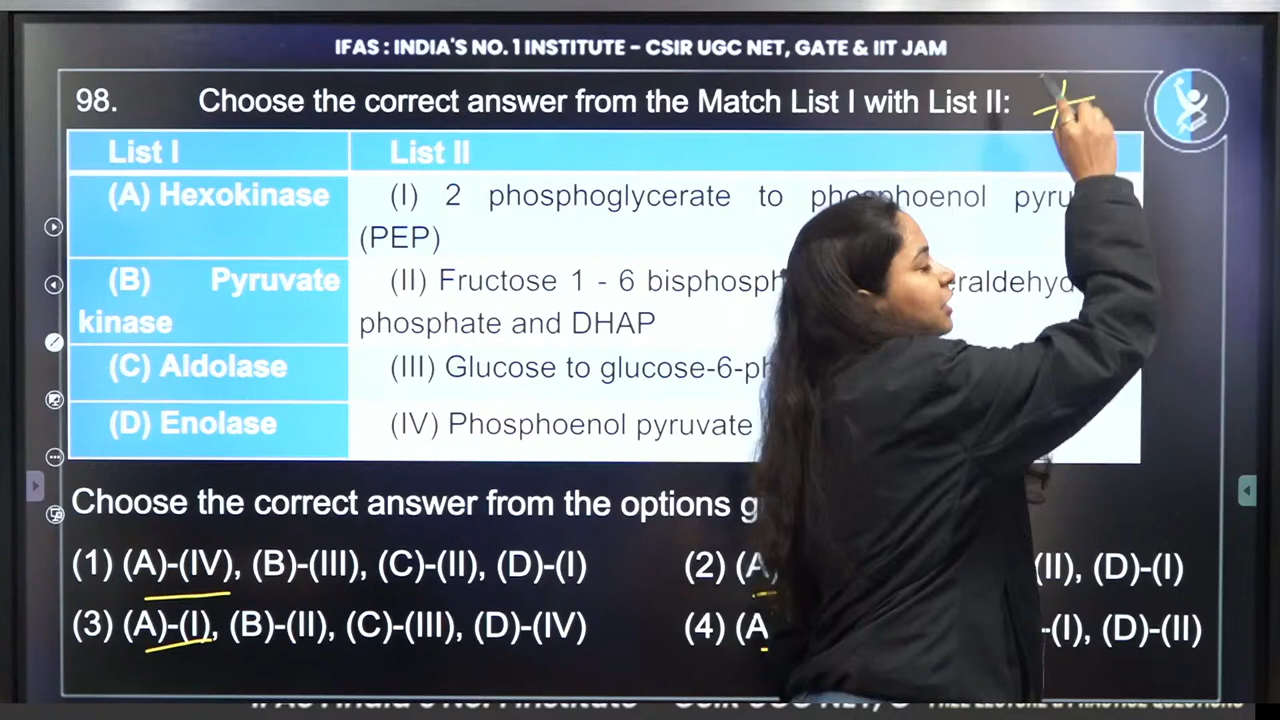 IFAS : INDIA'S NO. 1 INSTITUTE - CSIR UGC NET, GATE & IIT JAM
98. Choose the correct answer from the Match List I with List II:
List I List II
(A) Hexokinase (I) 2 phosphoglycerate to phosphoenol
(PEP)
(B) Pyruvate (II) Fructose 1 - 6
kinase phosphate and DHAP
(C) Aldolase (III) Glucose to
(D) Enolase (IV) Phosphoenol pyruvate
Choose the correct answer from the options
(1) (A)-(IV), (B)-(III), (C)-(II), (D)-(I) (2) (II), (D)-(I)
(3) (A)-(I), (B)-(II), (C)-(III), (D)-(IV) (4) -(I), (D)-(II)